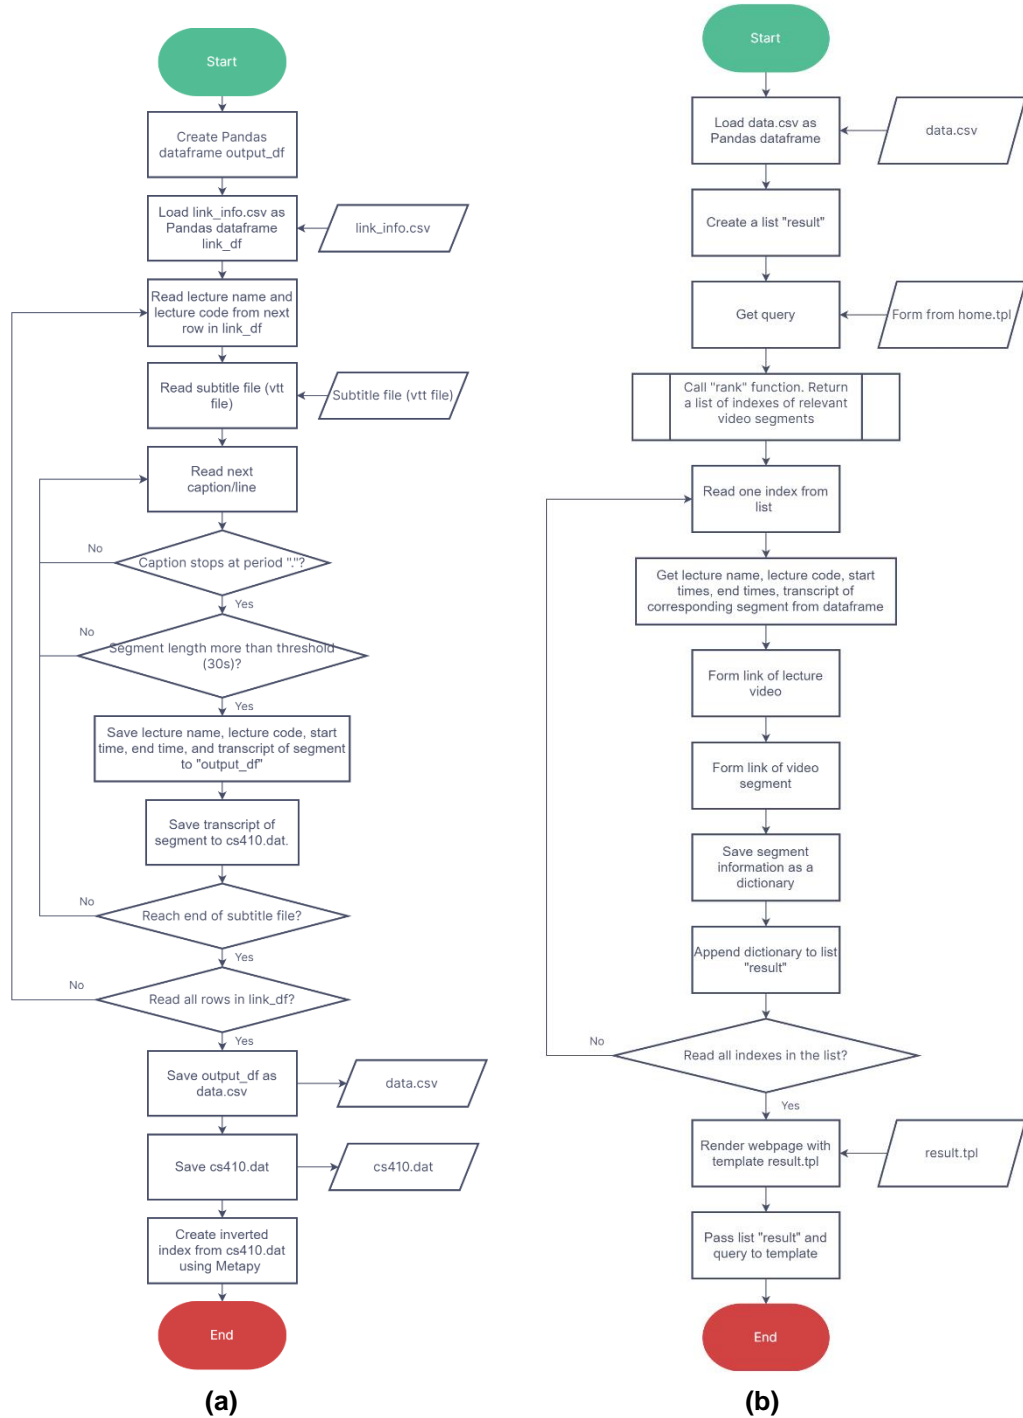 Start
Create Pandas
dataframe output_df
Load link_info.csv as
Pandas dataframe
link_df
link_info.csv
Read lecture name and
lecture code from next
row in link_df
Read subtitle file (vtt
file)
Subtitle file (vtt file)
Read next
caption/line
No
Caption stops at period "."?
Yes
No
Segment length more than threshold
(30s)?
Yes
Save lecture name, lecture code, start
time, end time, and transcript of segment
to "output_df"
Save transcript of
segment to cs410.dat.
No
Reach end of subtitle file?
Yes
No
Read all rows in link_df?
Yes
Save output_df as
data.csv
data.csv
Save cs410.dat
cs410.dat
Create inverted
index from cs410.dat
using Metapy
End
(a)
Start
Load data.csv as
Pandas dataframe
data.csv
Create a list "result"
Get query
Form from home.tpl
Call "rank" function. Return
a list of indexes of relevant
video segments
Read one index from
list
Get lecture name, lecture code, start
times, end times, transcript of
corresponding segment from dataframe
Form link of lecture
video
Form link of video
segment
Save segment
information as a
dictionary
Append dictionary to list
"result"
No
Read all indexes in the list?
Yes
Render webpage with
template result.tpl
result.tpl
Pass list "result" and
query to template
End
(b)